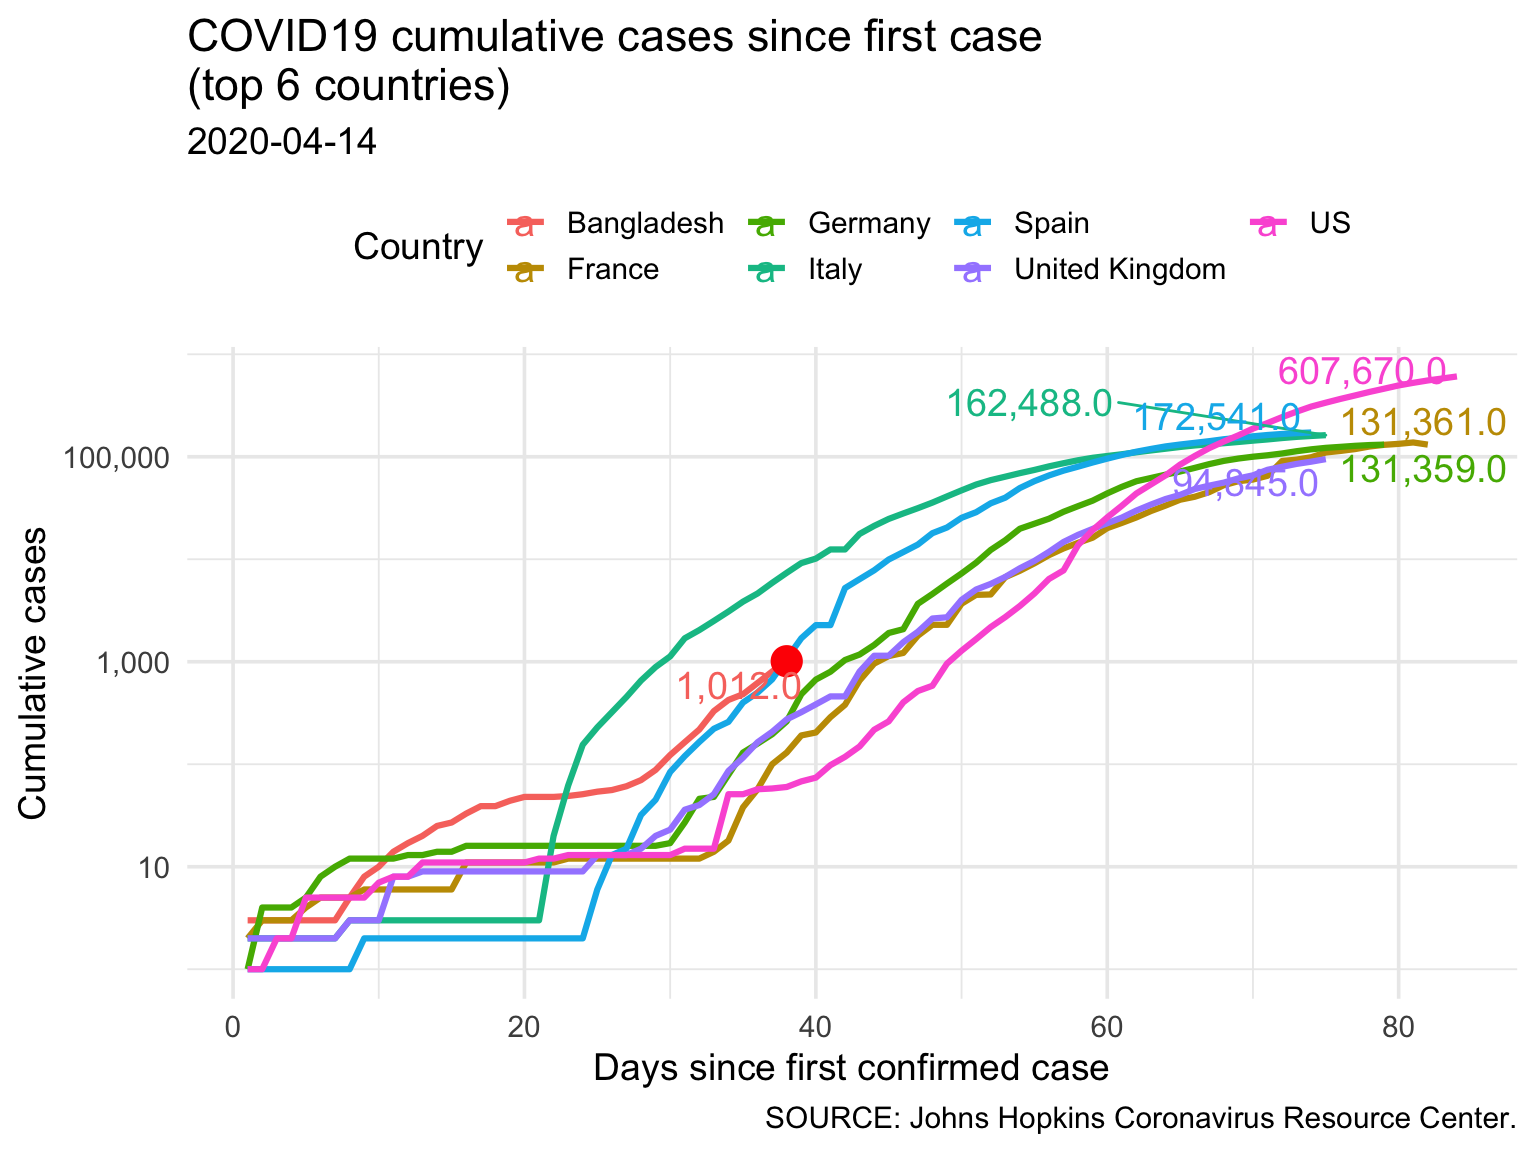 COVID19 cumulative cases since first case
(top 6 countries)
2020-04-14
Country
a Bangladesh a Germany a Spain a US
a France a Italy a United Kingdom
607,670.0
162,488.0 172,541.0 131,361.0
131,359.0
94,845.0
1,012.0
100,000
1,000
10
Cumulative cases
0 20 40 60 80
Days since first confirmed case
SOURCE: Johns Hopkins Coronavirus Resource Center.